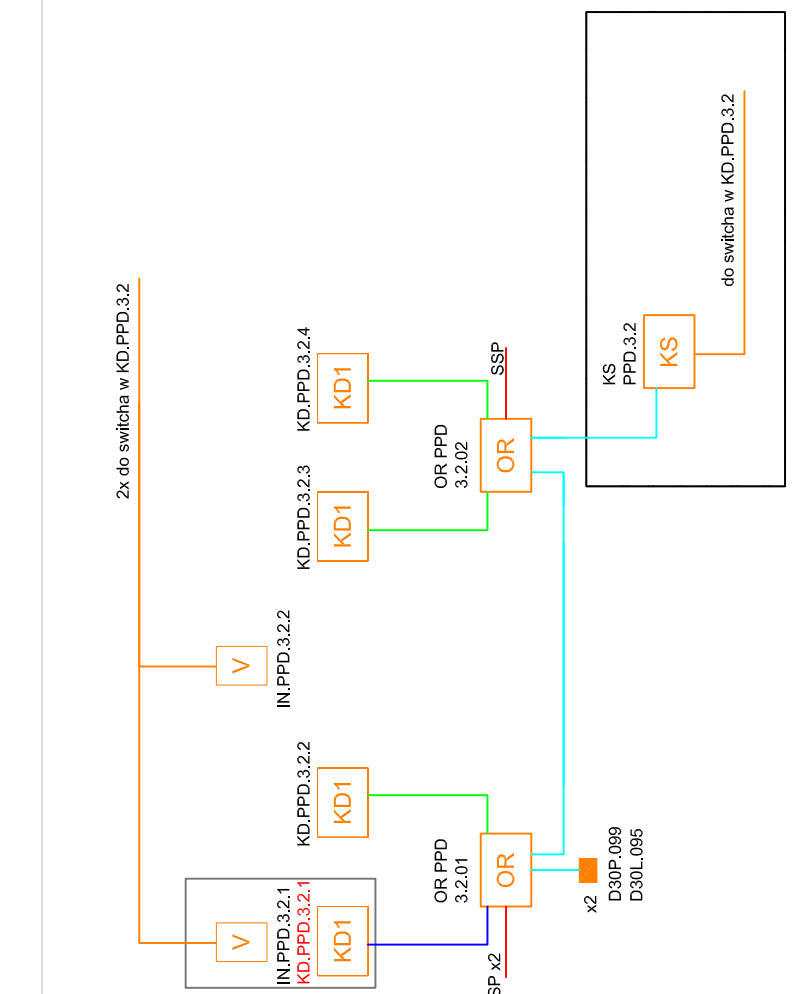 2x do switcha w KD.PPD.3.2
do switcha w KD.PPD.3.2
KS
PPD.3.2
KS
KD.PPD.3.2.4
KD1
SSP
OR PPD
3.2.02
OR
KD.PPD.3.2.3
KD1
V
IN.PPD.3.2.2
KD.PPD.3.2.2
KD1
OR PPD
3.2.01
OR
x2
D30P.099
D30L.095
V
IN.PPD.3.2.1
KD.PPD.3.2.1
KD1
SP x2